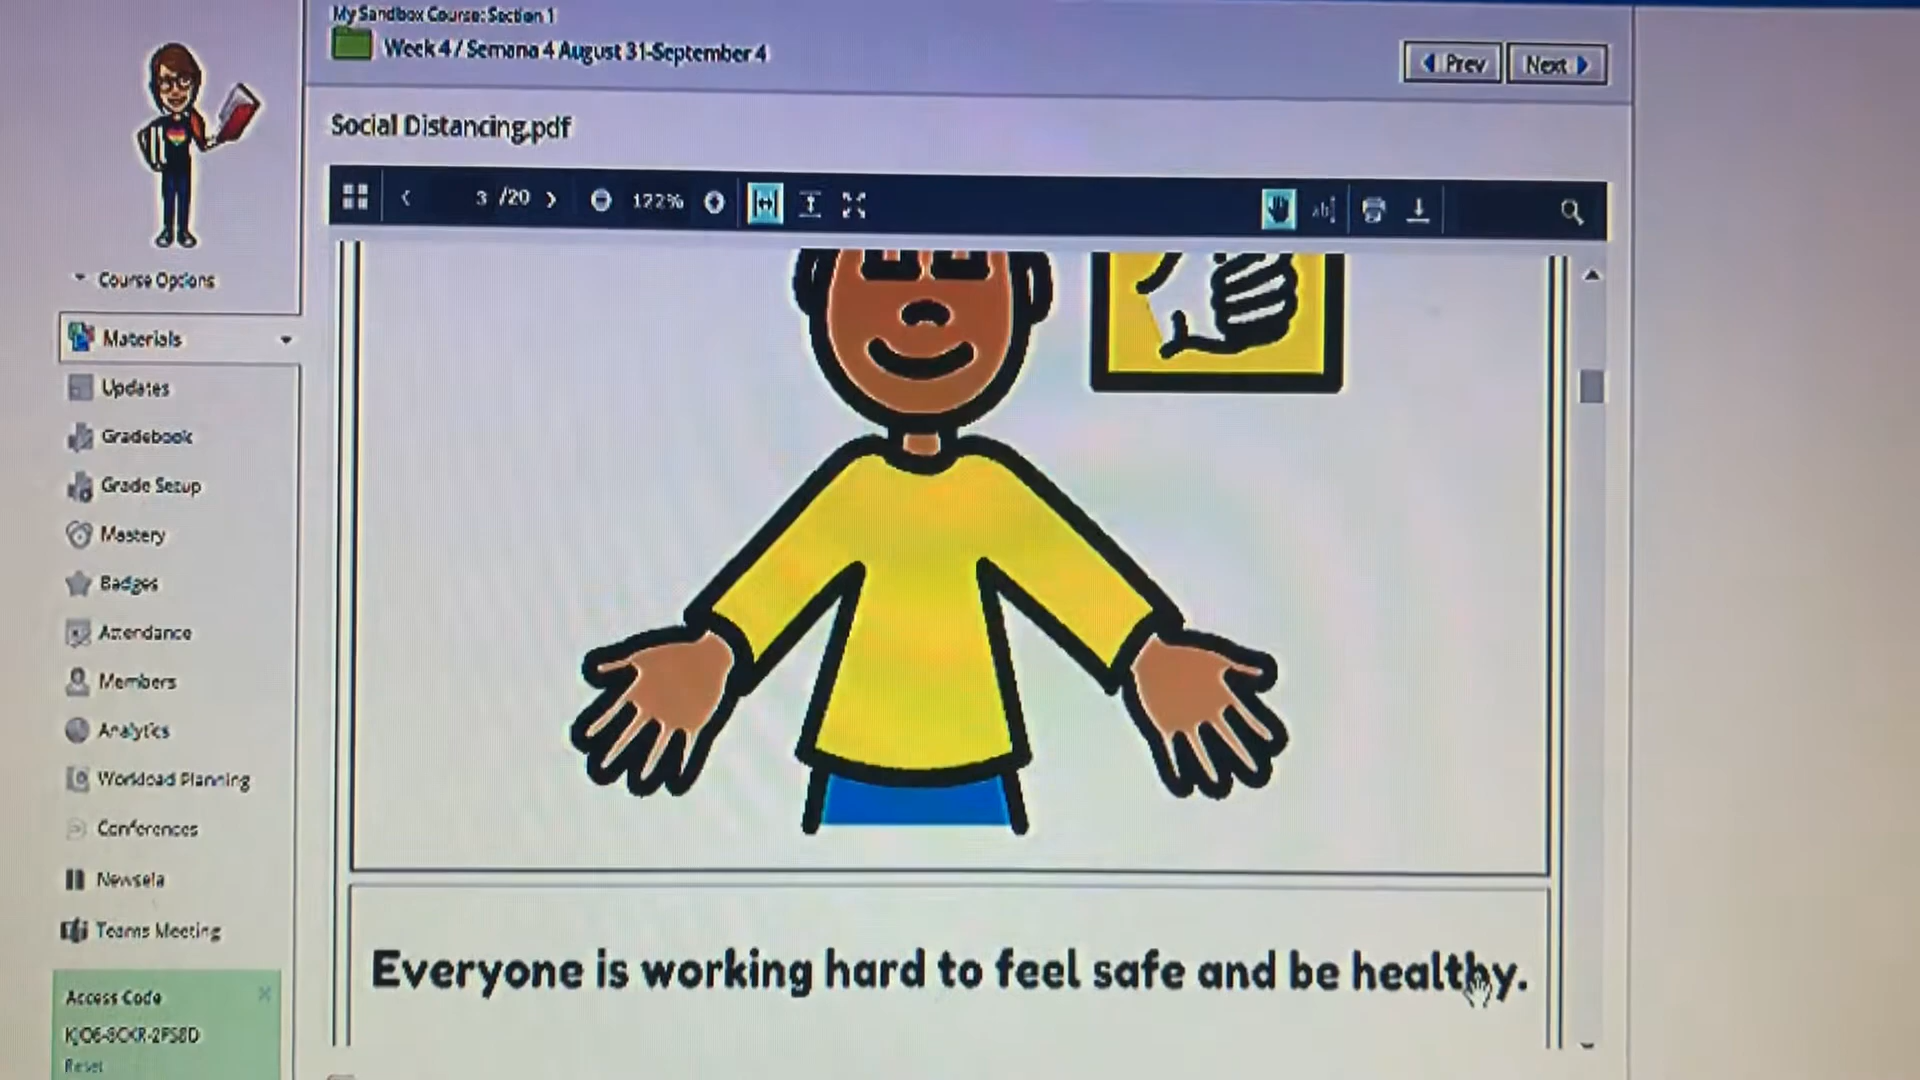 My Sandbox Course: Section 1
Week 4 / Semana 4 August 31-September 4
Prev
Next
Social Distancing.pdf
3 /20
122%
ab
Course Options
Materials
Updates
Gradebook
Grade Setup
Mastery
Badges
Attendance
Members
Analytics
Workload Planning
Conferences
Newsela
Teams Meeting
Everyone is working hard to feel safe and be healthy.
Access Code
Reset